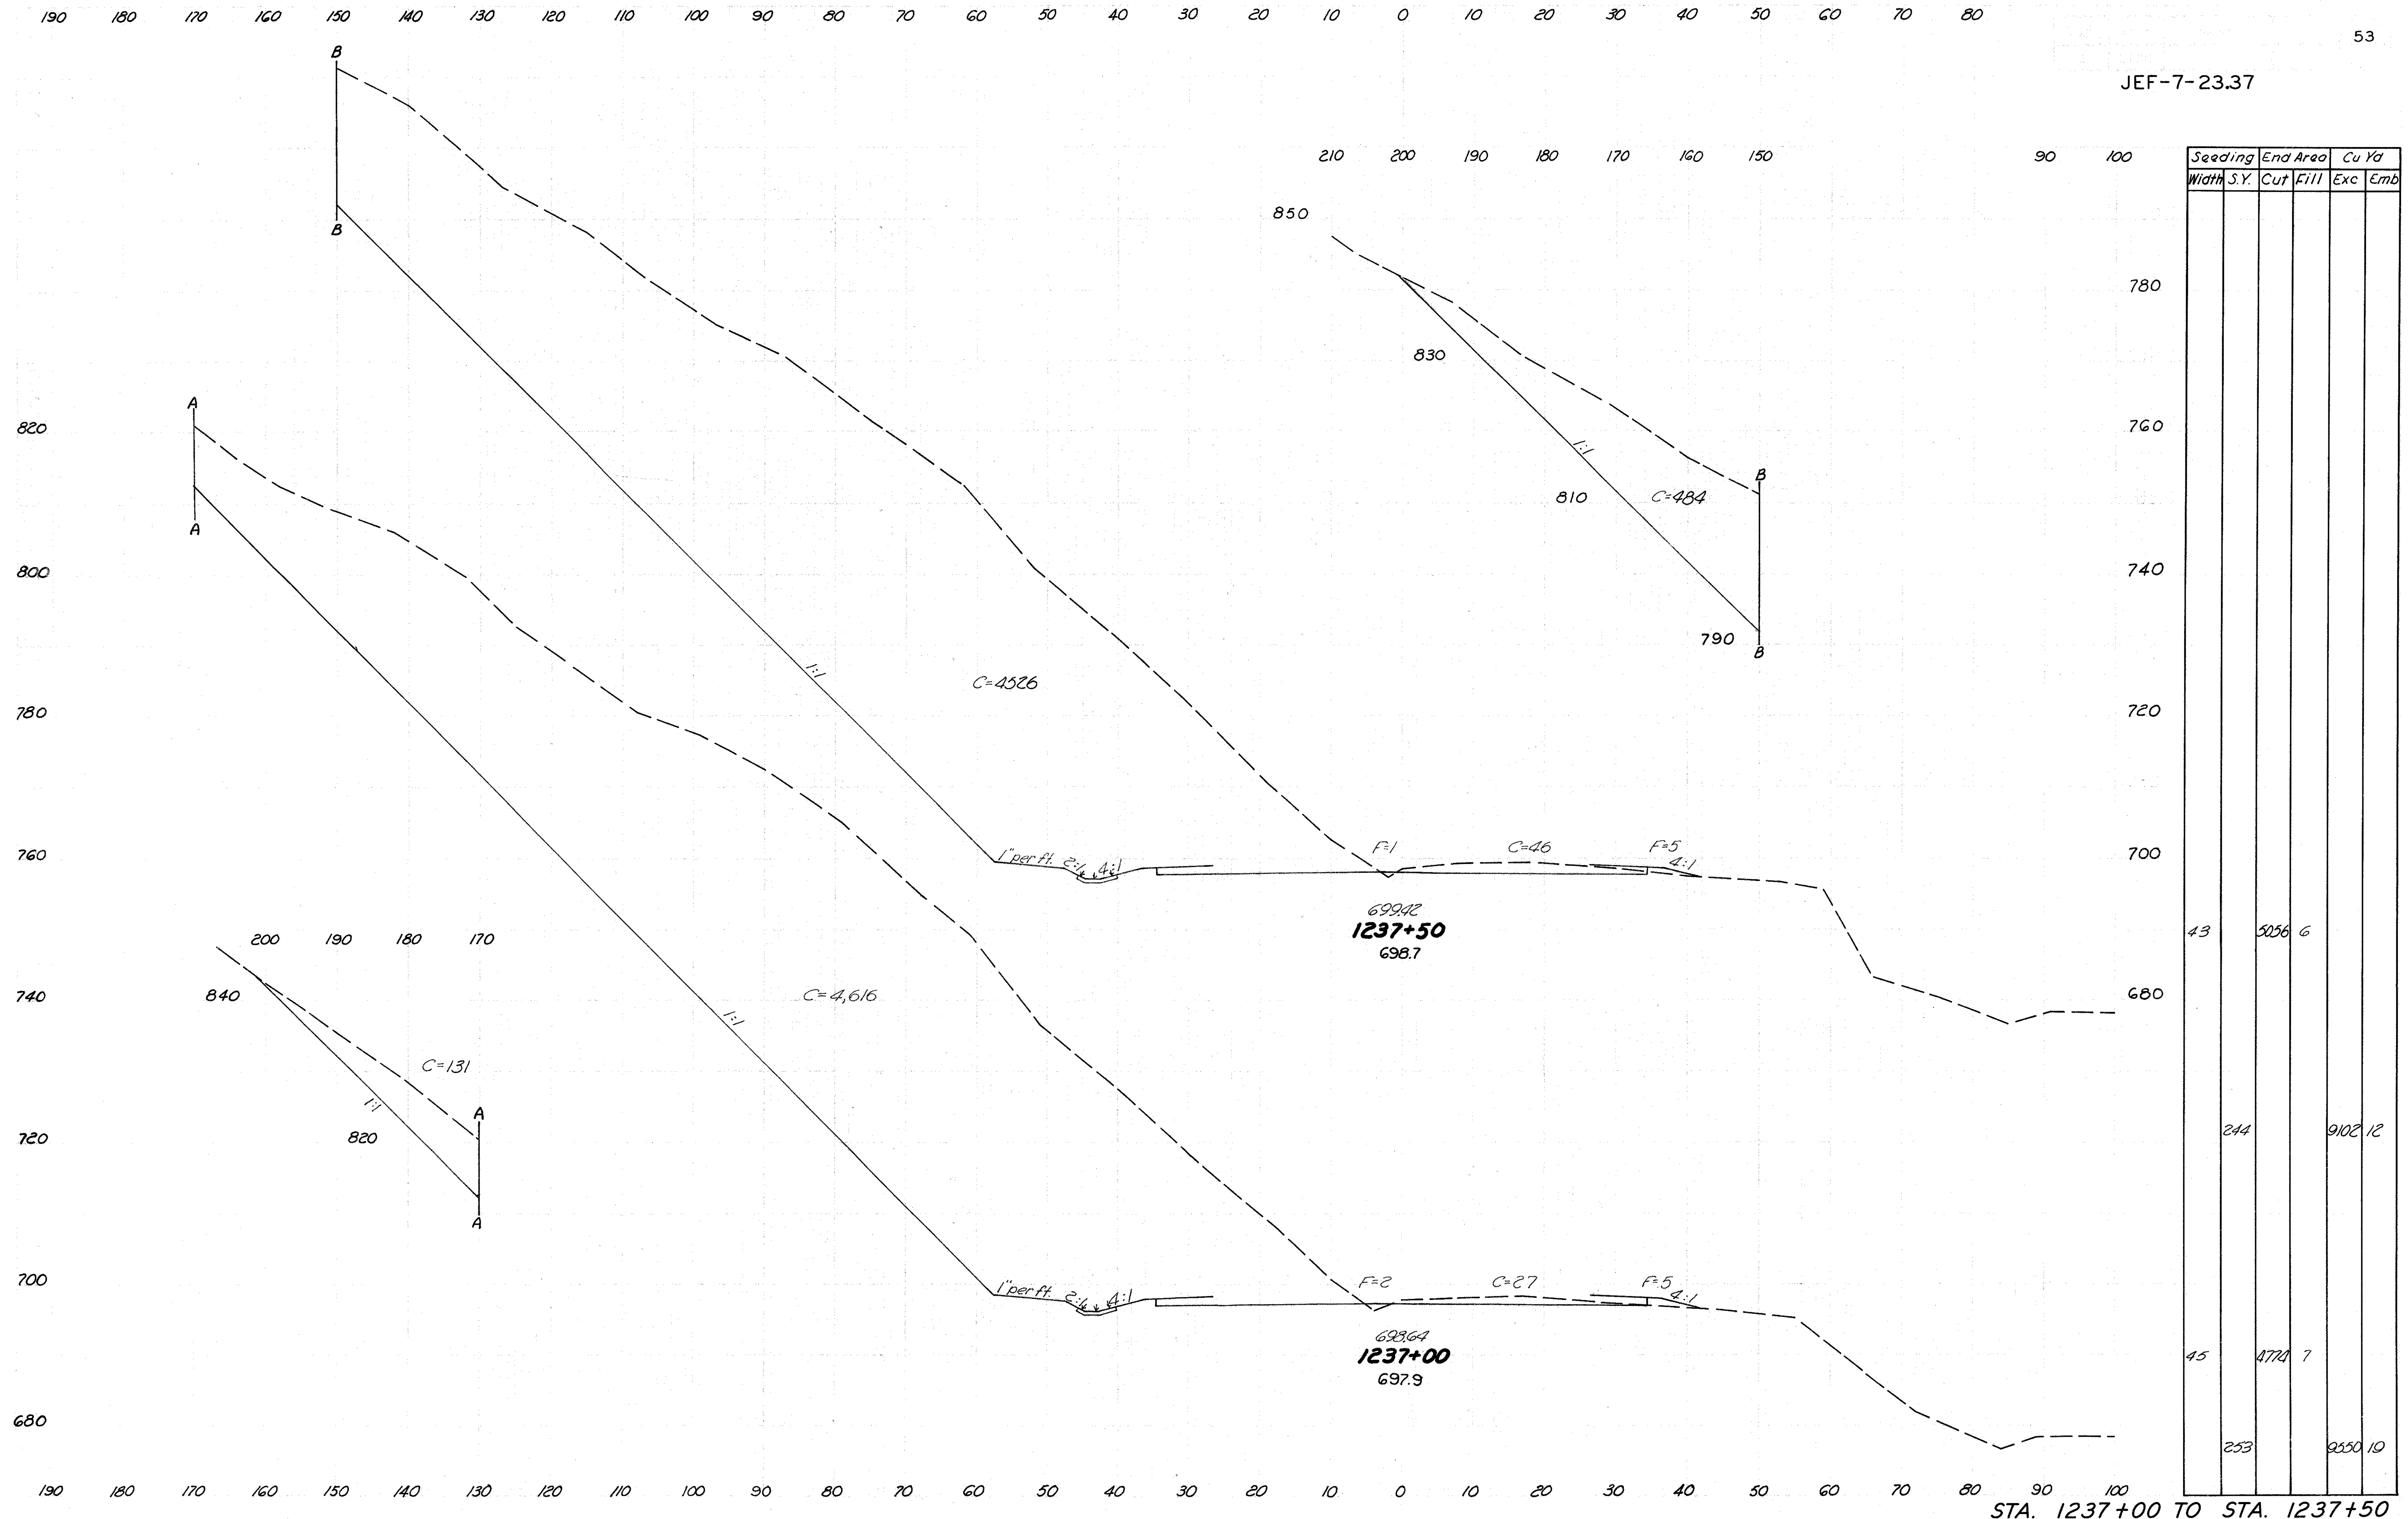 190 180 170 160 150 140 130 120 110 100 90 80 70 60 50 40 30 20 10 0 10 20 30 40 50 60 70 80
53
JEF-7-23.37
B
B
210 200 190 180 170 160 150
90 100
850
830
810
790
1:1
C=484
B
B
Seeding End Area Cu Yd
Width S.Y. Cut Fill Exc Emb
780
760
740
720
700
680
A
A
820
800
780
760
740
720
700
680
1:1
C=4526
1" per ft. 2:1 4:1
F=1
C=46
F=5
4:1
699.42
1237+50
698.7
43 5056 6
200 190 180 170
840
820
C=131
1:1
A
A
1:1
C=4,616
244 9102 12
1" per ft. 2:1 4:1
F=2
C=27
F=5
4:1
698.64
1237+00
697.9
45 4774 7
253 9550 19
190 180 170 160 150 140 130 120 110 100 90 80 70 60 50 40 30 20 10 0 10 20 30 40 50 60 70 80 90 100
STA. 1237+00 TO STA. 1237+50